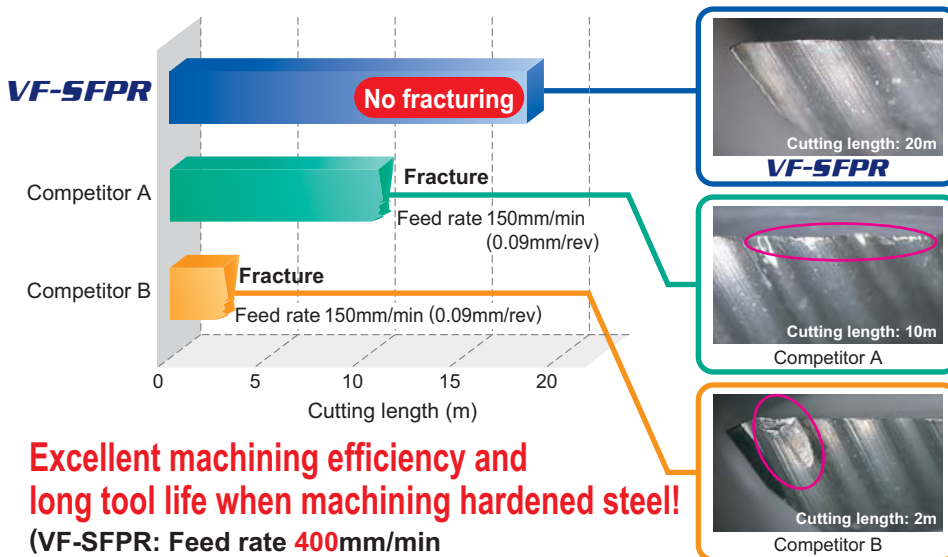 VF-SFPR
No fracturing
Cutting length: 20m
VF-SFPR
Competitor A
Fracture
Feed rate 150mm/min
(0.09mm/rev)
Cutting length: 10m
Competitor A
Competitor B
Fracture
Feed rate 150mm/min (0.09mm/rev)
0 5 10 15 20
Cutting length (m)
Cutting length: 2m
Competitor B
Excellent machining efficiency and
long tool life when machining hardened steel!
(VF-SFPR: Feed rate 400mm/min